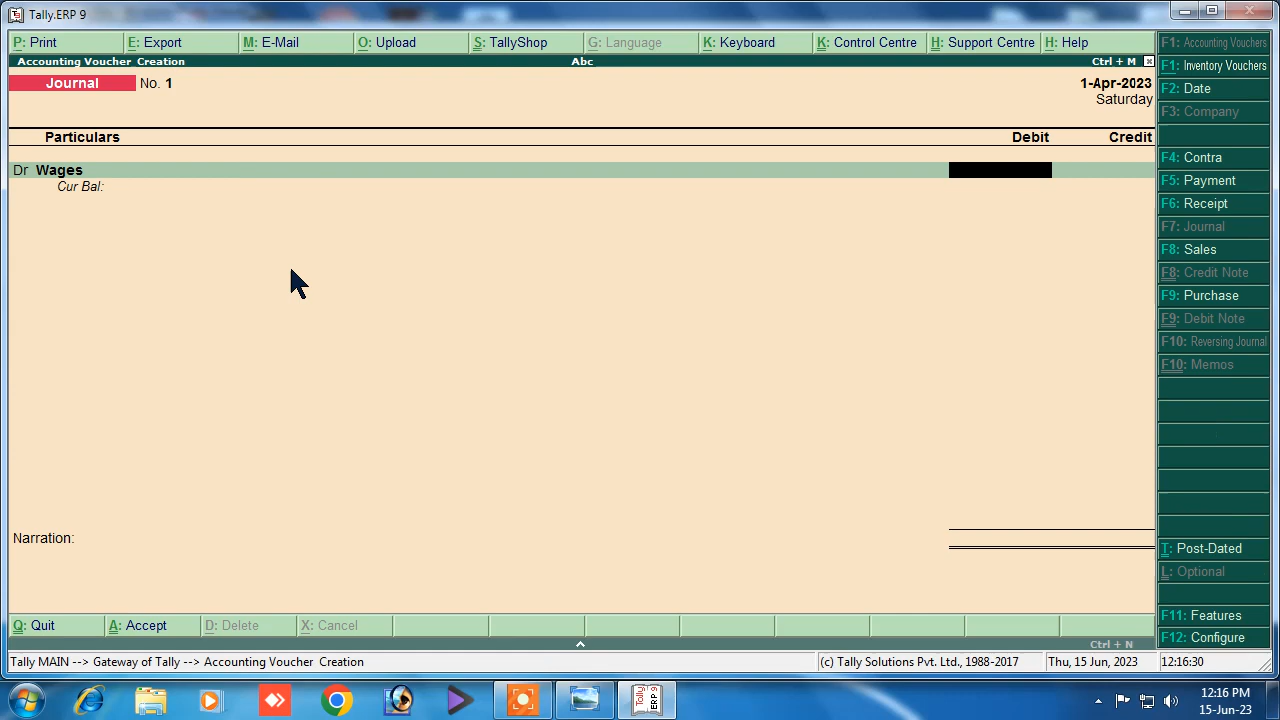 Tally.ERP 9
P: Print E: Export M: E-Mail O: Upload S: TallyShop G: Language K: Keyboard K: Control Centre H: Support Centre H: Help
Accounting Voucher Creation Abc Ctrl + M
Journal No. 1 1-Apr-2023
Saturday
Particulars Debit Credit
Dr Wages
Cur Bal:
Narration:
F1: Accounting Vouchers
F1: Inventory Vouchers
F2: Date
F3: Company
F4: Contra
F5: Payment
F6: Receipt
F7: Journal
F8: Sales
F8: Credit Note
F9: Purchase
F9: Debit Note
F10: Reversing Journal
F10: Memos
T: Post-Dated
L: Optional
F11: Features
F12: Configure
Q: Quit A: Accept D: Delete X: Cancel
Ctrl + N
Tally MAIN --> Gateway of Tally --> Accounting Voucher Creation (c) Tally Solutions Pvt. Ltd., 1988-2017 Thu, 15 Jun, 2023 12:16:30
Tally ERP 9
12:16 PM
15-Jun-23